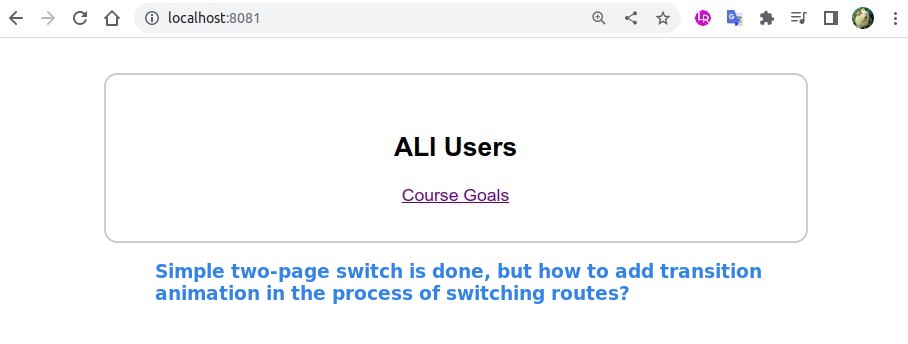 localhost:8081
ALI Users
Course Goals
Simple two-page switch is done, but how to add transition
animation in the process of switching routes?